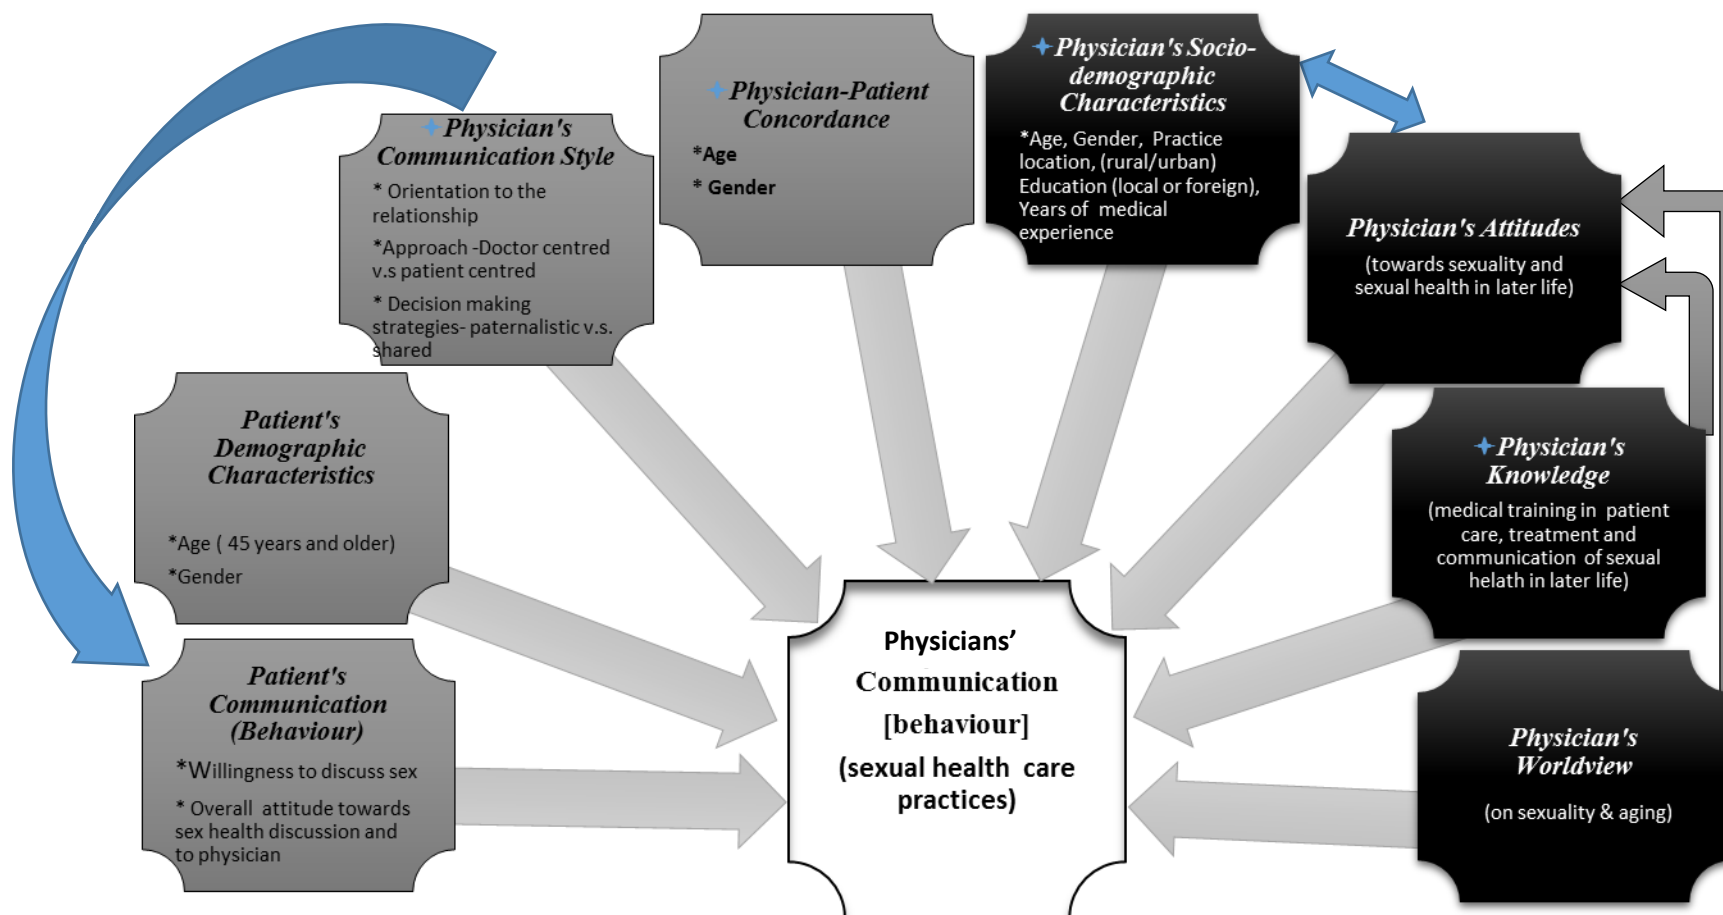 Physician's
Communication Style
* Orientation to the
relationship
*Approach -Doctor centred
v.s patient centred
* Decision making
strategies- paternalistic v.s.
shared
Physician-Patient
Concordance
*Age
* Gender
Physician's Socio-
demographic
Characteristics
*Age, Gender, Practice
location, (rural/urban)
Education (local or foreign),
Years of medical
experience
Physician's Attitudes
(towards sexuality and
sexual health in later life)
Patient's
Demographic
Characteristics
*Age ( 45 years and older)
*Gender
Physician's
Knowledge
(medical training in patient
care, treatment and
communication of sexual
helath in later life)
Patient's
Communication
(Behaviour)
*Willingness to discuss sex
* Overall attitude towards
sex health discussion and
to physician
Physicians’
Communication
[behaviour]
(sexual health care
practices)
Physician's
Worldview
(on sexuality & aging)